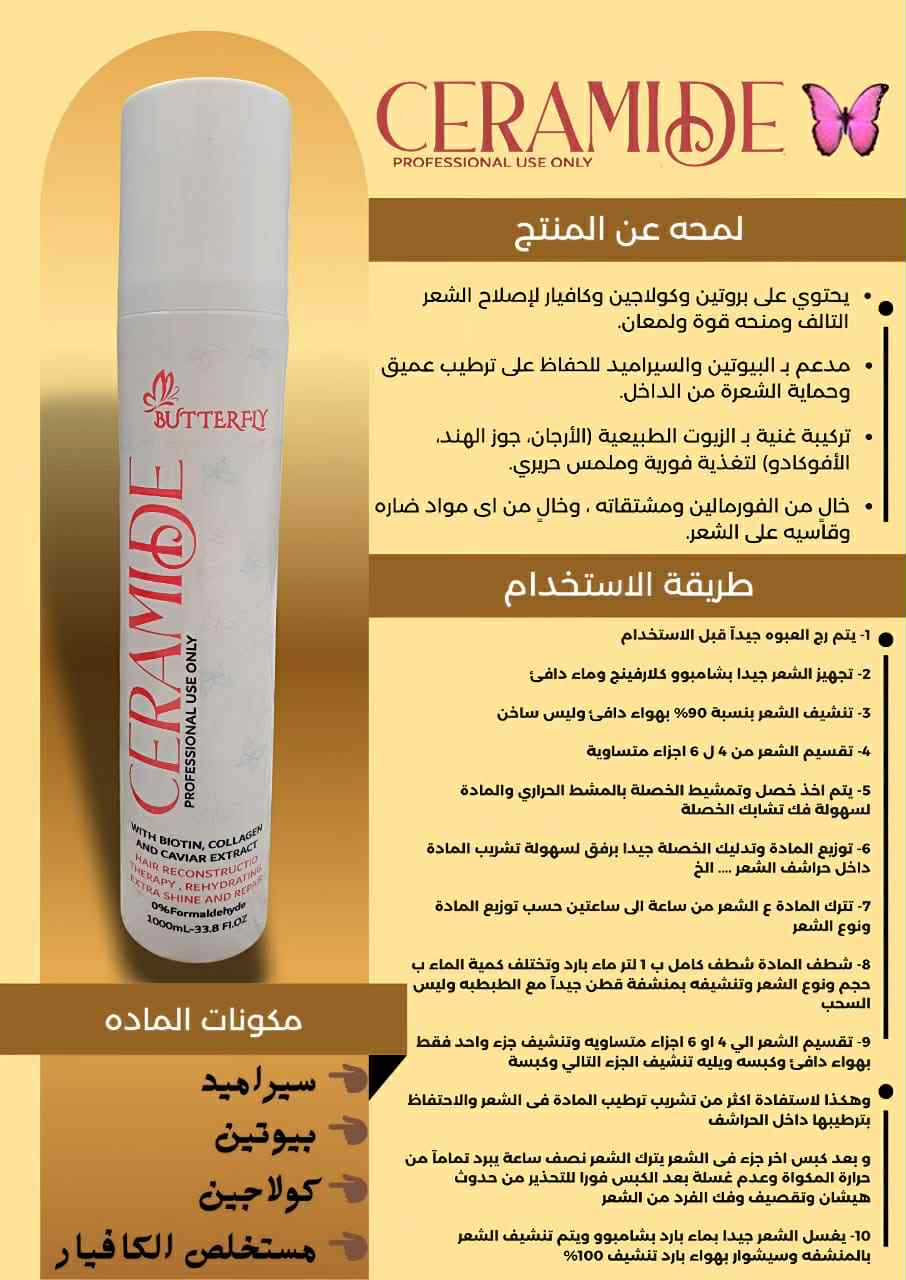 CERAMIDE
PROFESSIONAL USE ONLY
لمحه عن المنتج
• يحتوي على بروتين وكولاجين وكافيار لإصلاح الشعر
التالف ومنحه قوة ولمعان.
• مدعم بـ البيوتين والسيراميد للحفاظ على ترطيب عميق
وحماية الشعرة من الداخل.
• تركيبة غنية بـ الزيوت الطبيعية (الأرجان، جوز الهند،
الأفوكادو) لتغذية فورية وملمس حريري.
• خالٍ من الفورمالين ومشتقاته ، وخالٍ من اى مواد ضاره
وقاسيه على الشعر.
طريقة الاستخدام
1- يتم رج العبوه جيدآ قبل الاستخدام
2- تجهيز الشعر جيدا بشامبوو كلارفينج وماء دافئ
3- تنشيف الشعر بنسبة 90% بهواء دافئ وليس ساخن
4- تقسيم الشعر من 4 ل 6 اجزاء متساوية
5- يتم اخذ خصل وتمشيط الخصلة بالمشط الحراري والمادة
لسهولة فك تشابك الخصلة
6- توزيع المادة وتدليك الخصلة جيدا برفق لسهولة تشريب المادة
داخل حراشف الشعر .... الخ
7- تترك المادة ع الشعر من ساعة الى ساعتين حسب توزيع المادة
ونوع الشعر
8- شطف المادة شطف كامل ب 1 لتر ماء بارد وتختلف كمية الماء ب
حجم ونوع الشعر وتنشيفه بمنشفة قطن جيدآ مع الطبطبه وليس
السحب
9- تقسيم الشعر الي 4 او 6 اجزاء متساويه وتنشيف جزء واحد فقط
بهواء دافئ وكبسه ويليه تنشيف الجزء التالي وكبسة
وهكذا لاستفادة اكثر من تشريب ترطيب المادة فى الشعر والاحتفاظ
بترطيبها داخل الحراشف
و بعد كبس اخر جزء فى الشعر يترك الشعر نصف ساعة يبرد تمامآ من
حرارة المكواة وعدم غسلة بعد الكبس فورا للتحذير من حدوث
هيشان وتقصيف وفك الفرد من الشعر
10- يغسل الشعر جيدا بماء بارد بشامبوو ويتم تنشيف الشعر
بالمنشفه وسيشوار بهواء بارد تنشيف 100%
BUTTERFLY
CERAMIDE
PROFESSIONAL USE ONLY
WITH BIOTIN, COLLAGEN
AND CAVIAR EXTRACT
HAIR RECONSTRUCTIO
THERAPY , REHYDRATING,
EXTRA SHINE AND REPAIR
0%Formaldehyde
1000mL-33.8 Fl.OZ
مكونات الماده
سيراميد
بيوتين
كولاجين
مستخلص الكافيار